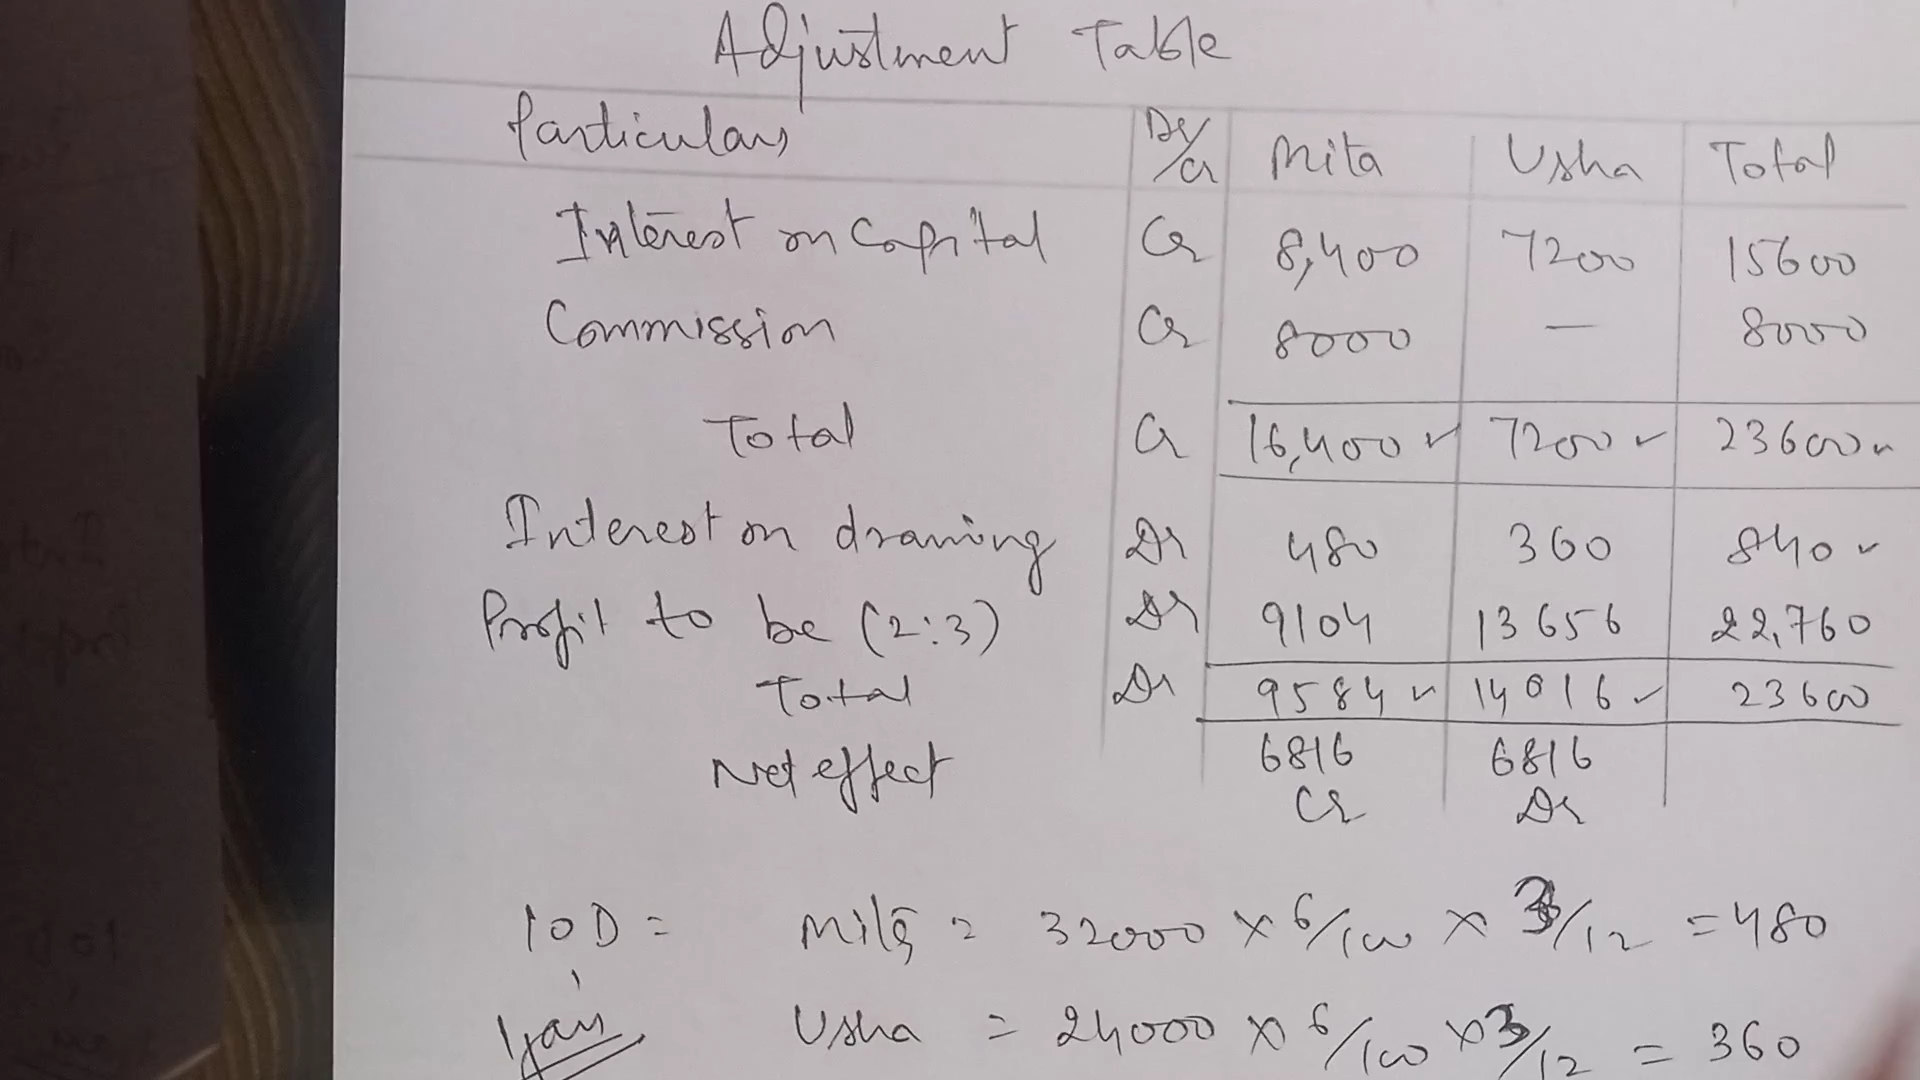 Adjustment Table
Particulars Dr/Cr Mita Usha Total
Interest on Capital Cr 8,400 7200 15600
Commission Cr 8000 — 8000
Total Cr 16,400 ✓ 7200 ✓ 23600 ✓
Interest on drawing Dr 480 360 840 ✓
Profit to be (2:3) Dr 9104 13656 22,760
Total Dr 9584 ✓ 14016 ✓ 23600
Net effect 6816 6816
Cr Dr
IOD = Mita = 32000 × 6/100 × 3/12 = 480
Usha = 24000 × 6/100 × 3/12 = 360